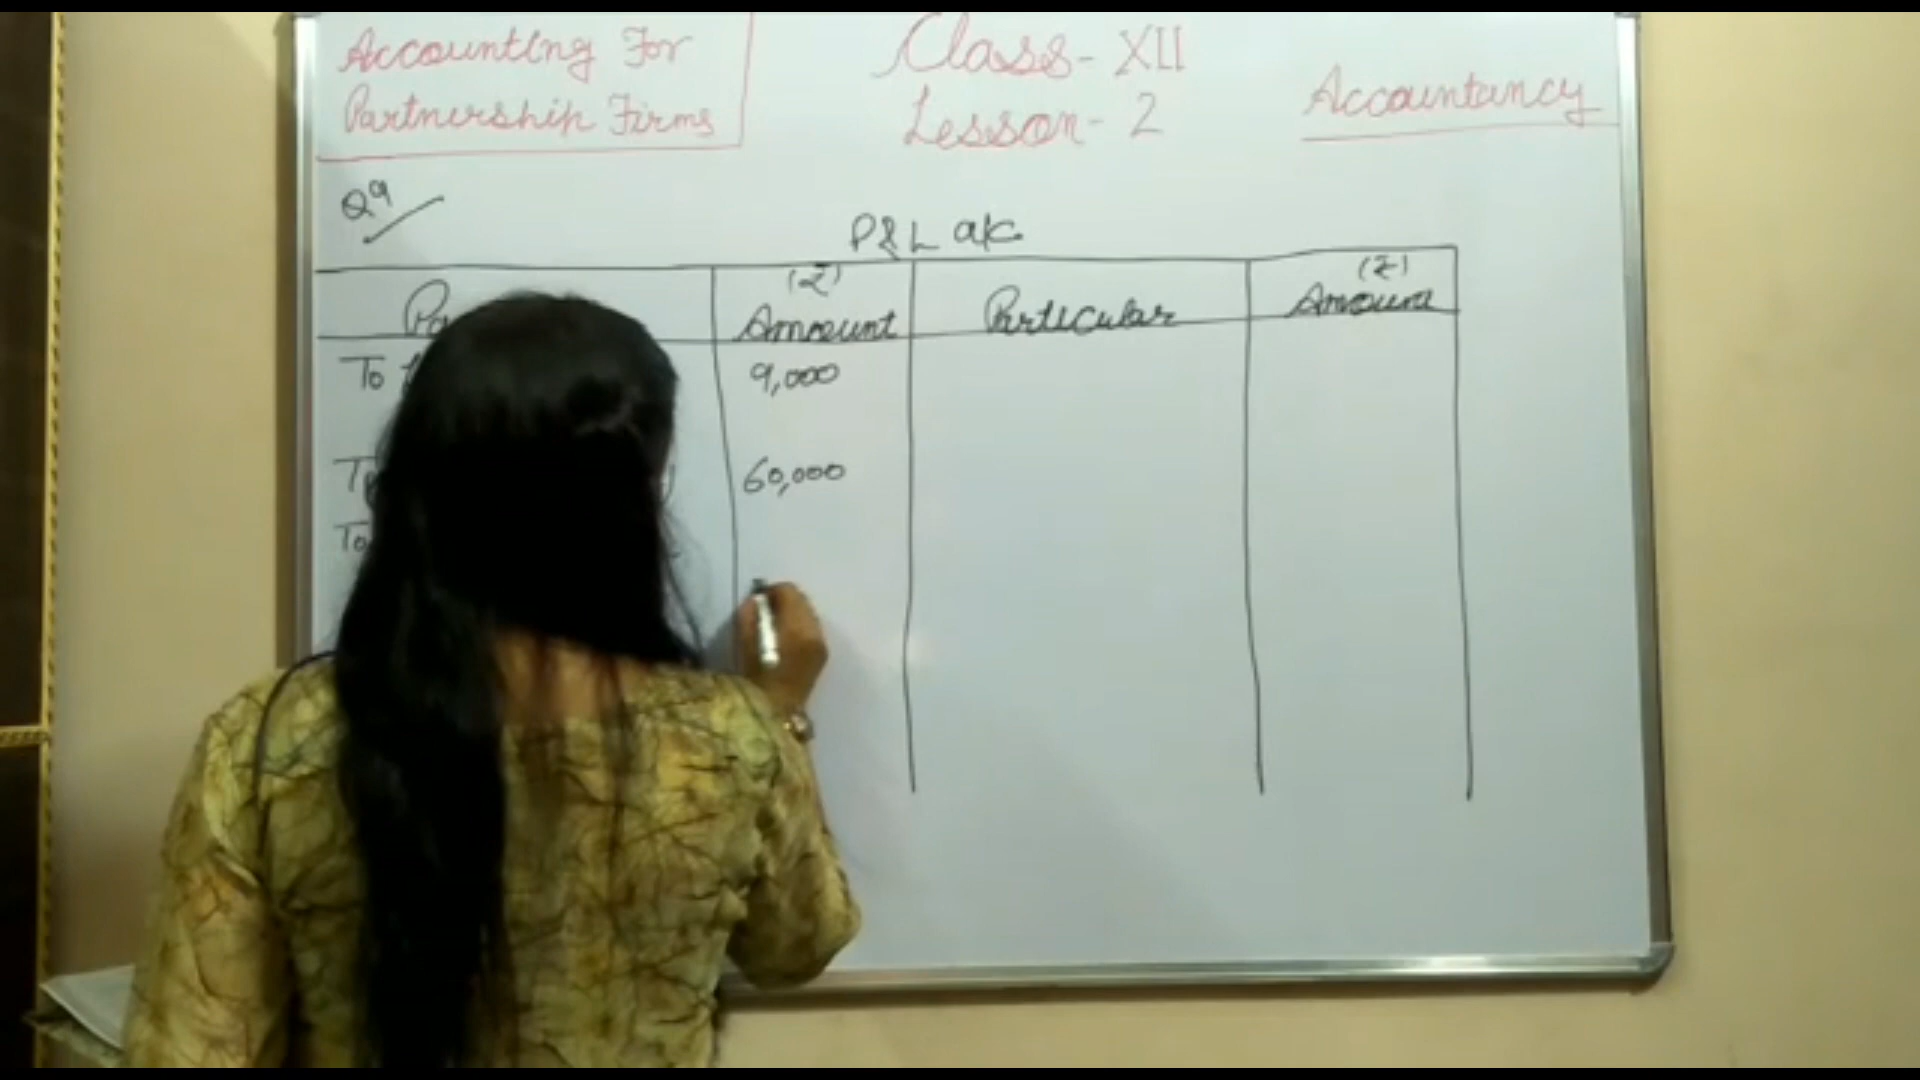 Accounting For
Partnership Firms
Class- XII
Lesson- 2
Accountancy
Q9
P&L a/c
(₹)
Amount
Particular
(₹)
Amount
To
9,000
60,000
To